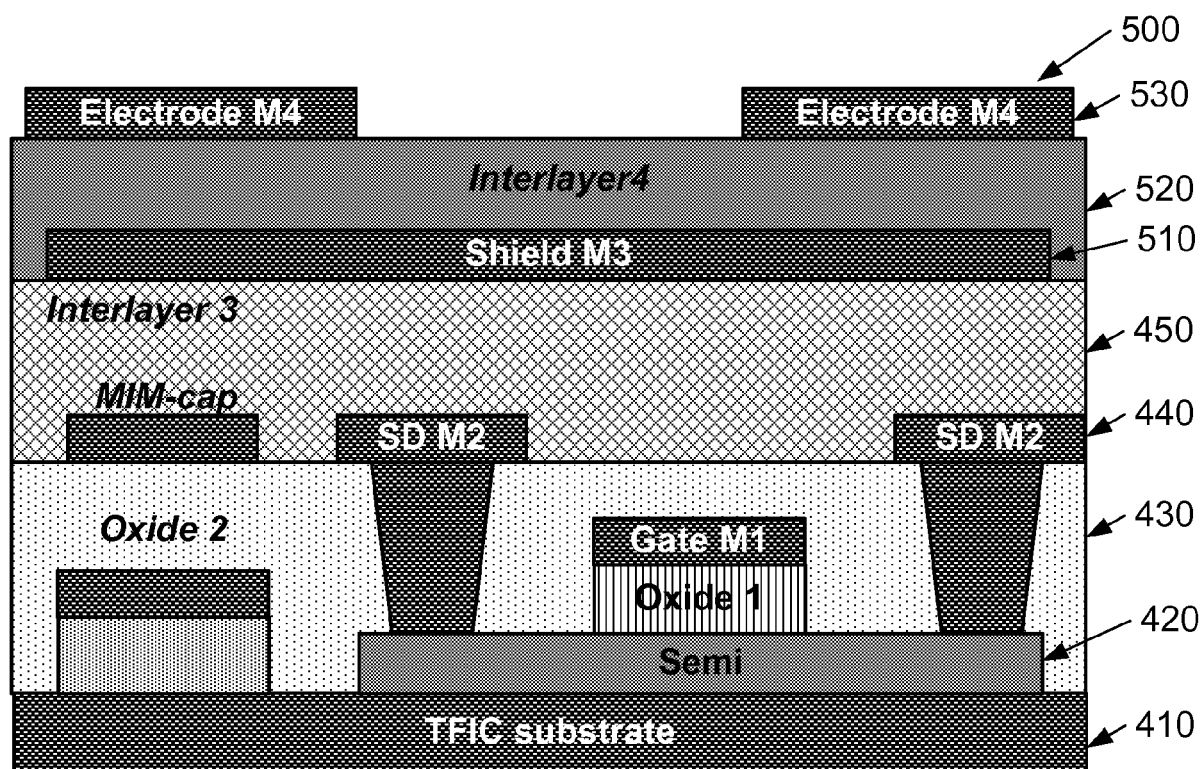 500
Electrode M4
Electrode M4
530
Interlayer4
520
Shield M3
510
Interlayer 3
450
MIM-cap
SD M2
SD M2
440
Oxide 2
Gate M1
430
Oxide 1
Semi
420
TFIC substrate
410